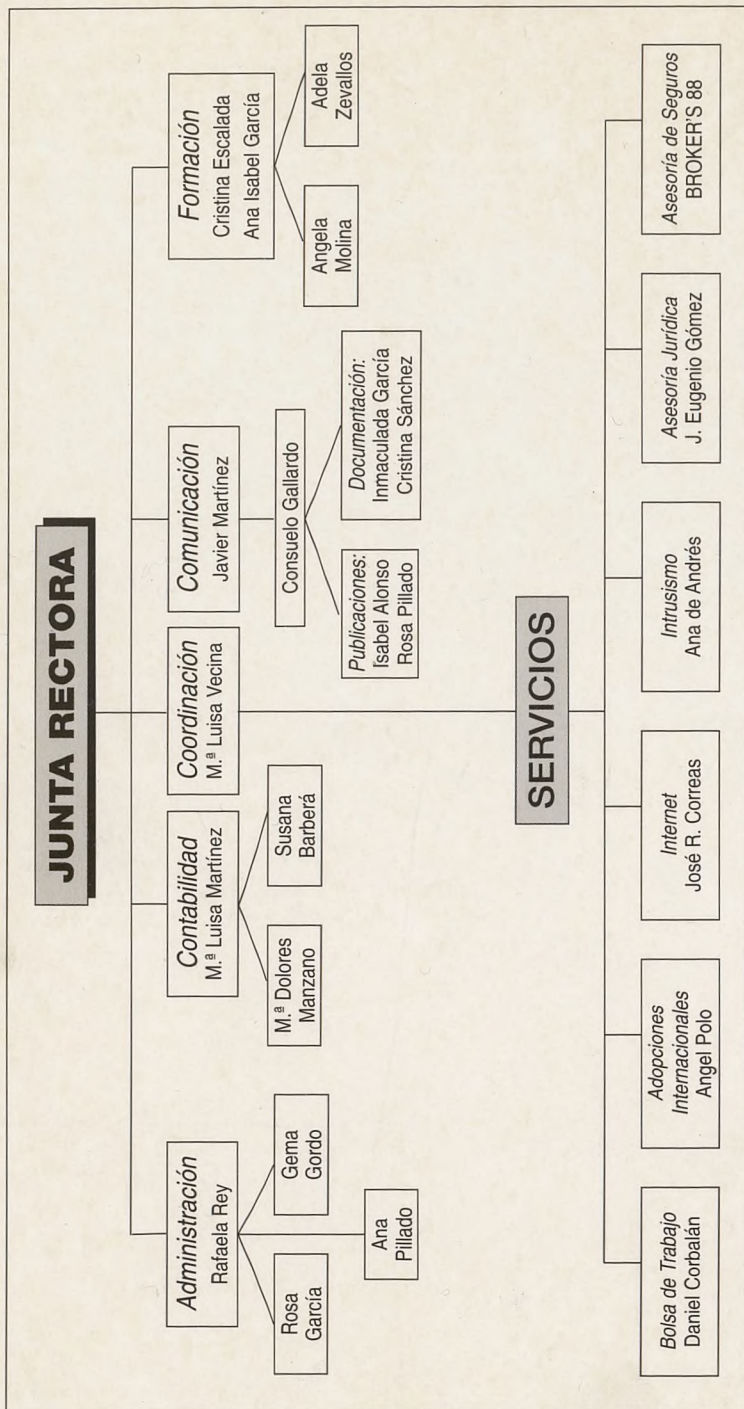 JUNTA RECTORA
Administración
Rafaela Rey
Rosa
García
Gema
Gordo
Ana
Pillado
Contabilidad
M.ª Luisa Martínez
M.ª Dolores
Manzano
Susana
Barberá
Coordinación
M.ª Luisa Vecina
Comunicación
Javier Martínez
Consuelo Gallardo
Publicaciones:
Isabel Alonso
Rosa Pillado
Documentación:
Inmaculada García
Cristina Sánchez
Formación
Cristina Escalada
Ana Isabel García
Angela
Molina
Adela
Zevallos
SERVICIOS
Bolsa de Trabajo
Daniel Corbalán
Adopciones
Internacionales
Angel Polo
Internet
José R. Correas
Intrusismo
Ana de Andrés
Asesoría Jurídica
J. Eugenio Gómez
Asesoría de Seguros
BROKER'S 88